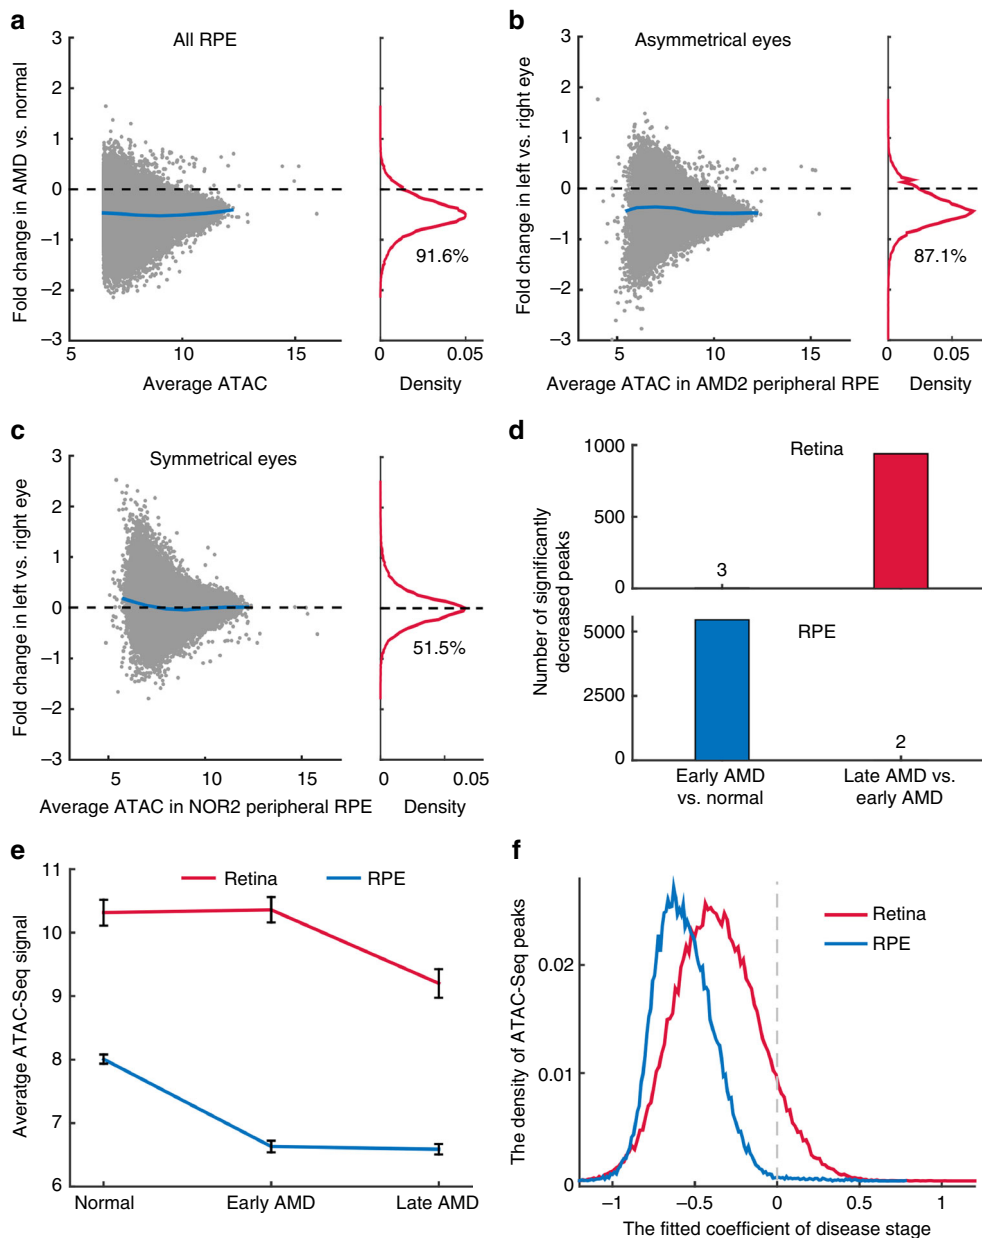 a
All RPE
Fold change in AMD vs. normal
3
2
1
0
–1
–2
–3
5
10
15
Average ATAC
91.6%
0
0.05
Density
b
Asymmetrical eyes
Fold change in left vs. right eye
3
2
1
0
–1
–2
–3
5
10
15
Average ATAC in AMD2 peripheral RPE
87.1%
0
0.05
Density
c
Symmetrical eyes
Fold change in left vs. right eye
3
2
1
0
–1
–2
–3
5
10
15
Average ATAC in NOR2 peripheral RPE
51.5%
0
0.05
Density
d
Number of significantly
decreased peaks
1000
500
0
Retina
3
5000
2500
0
RPE
2
Early AMD
vs. normal
Late AMD vs.
early AMD
e
Averatge ATAC-Seq signal
11
10
9
8
7
6
Retina
RPE
Normal
Early AMD
Late AMD
f
The density of ATAC-Seq peaks
0.02
0.01
0
Retina
RPE
–1
–0.5
0
0.5
1
The fitted coefficient of disease stage